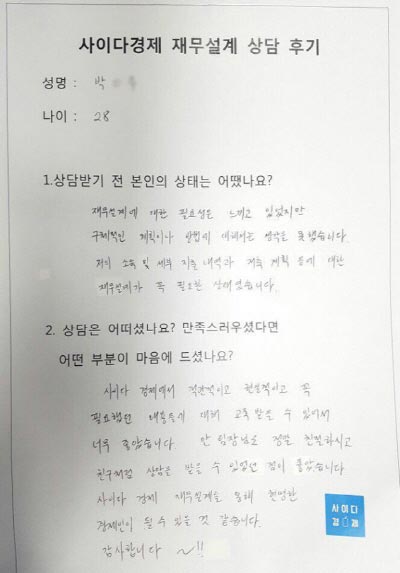 사이다경제 재무설계 상담 후기
성명 : 박
나이 : 28
1.상담받기 전 본인의 상태는 어땠나요?
재무설계에 대한 필요성은 느끼고 있었지만
구체적인 계획이나 방법에 대해서는 생각을 못했습니다.
저의 소득 및 세부 지출 내역과 저축 계획 등에 대한
재무설계가 꼭 필요한 상태였습니다.
2. 상담은 어떠셨나요? 만족스러우셨다면
어떤 부분이 마음에 드셨나요?
사이다 경제에서 직관적이고 현실적이고 꼭
필요했던 내용들에 대해 교육 받을 수 있어서
너무 좋았습니다. 안 팀장님도 정말 친절하시고
친구처럼 상담을 받을 수 있었던 점이 좋았습니다
사이다 경제 재무설계를 통해 현명한
경제인이 될 수 있을 것 같습니다.
감사합니다 ~!!
사이다
경제